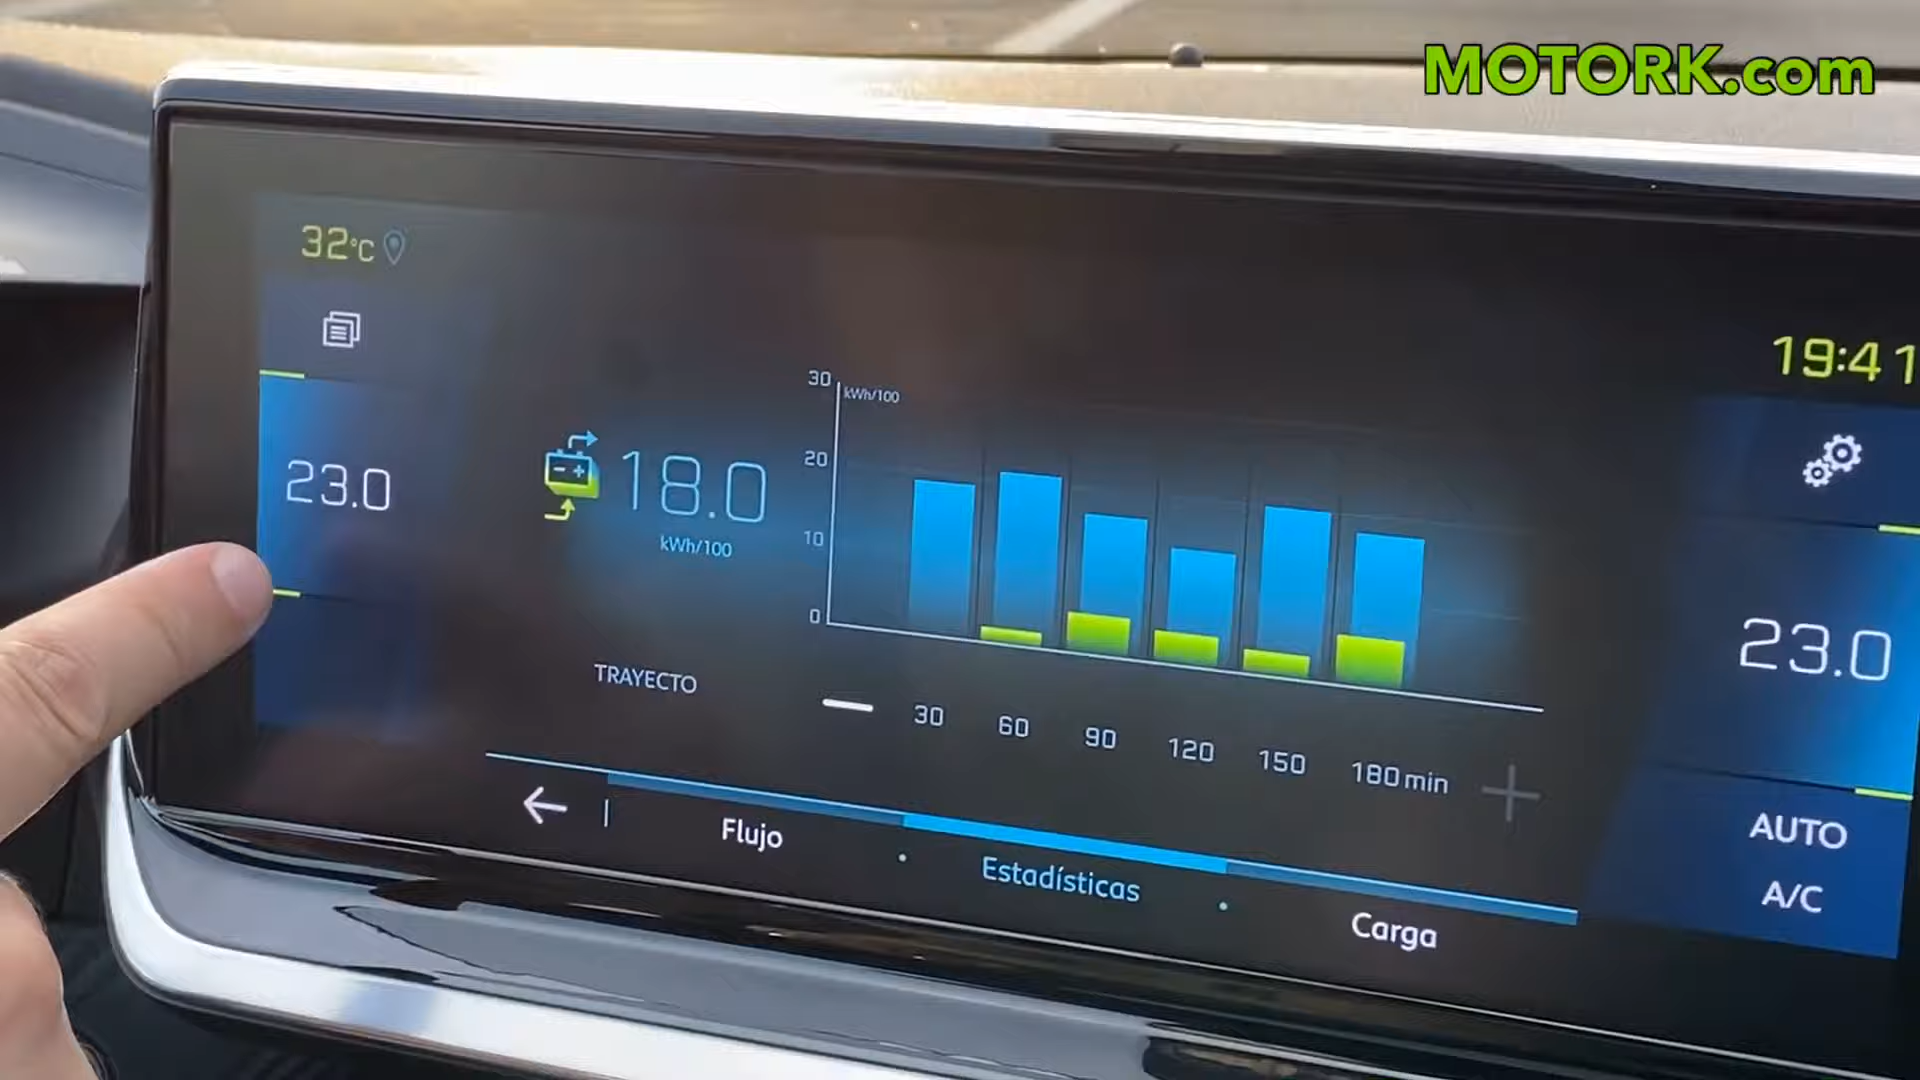 MOTORK.com
32°C
19:41
23.0
18.0
kWh/100
30
kWh/100
20
10
0
23.0
TRAYECTO
30 60 90 120 150 180 min
AUTO
A/C
Flujo
Estadísticas
Carga